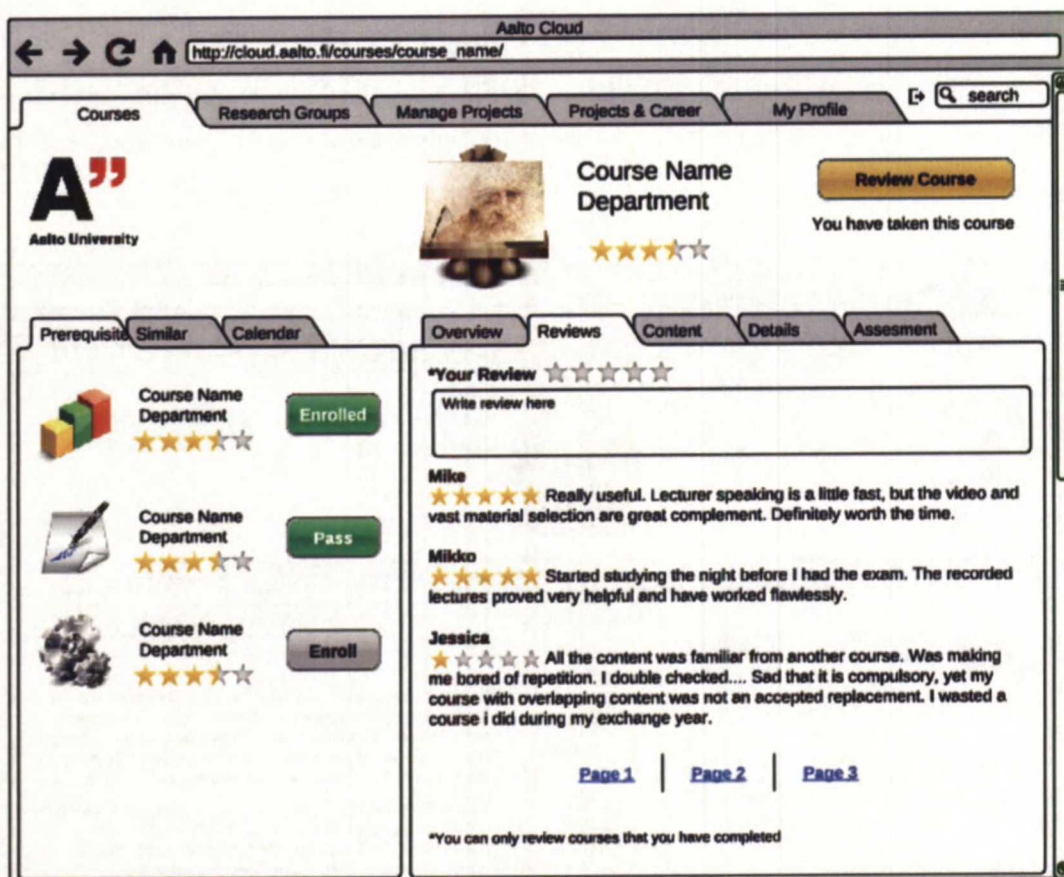 Aalto Cloud
http://cloud.aalto.fi/courses/course_name/
Courses
Research Groups
Manage Projects
Projects & Career
My Profile
search
A”
Aalto University
Course Name
Department
Review Course
You have taken this course
Prerequisite
Similar
Calendar
Course Name
Department
Enrolled
Course Name
Department
Pass
Course Name
Department
Enroll
Overview
Reviews
Content
Details
Assesment
*Your Review
Write review here
Mike
Really useful. Lecturer speaking is a little fast, but the video and
vast material selection are great complement. Definitely worth the time.
Mikko
Started studying the night before I had the exam. The recorded
lectures proved very helpful and have worked flawlessly.
Jessica
All the content was familiar from another course. Was making
me bored of repetition. I double checked.... Sad that it is compulsory, yet my
course with overlapping content was not an accepted replacement. I wasted a
course i did during my exchange year.
Page 1
Page 2
Page 3
*You can only review courses that you have completed